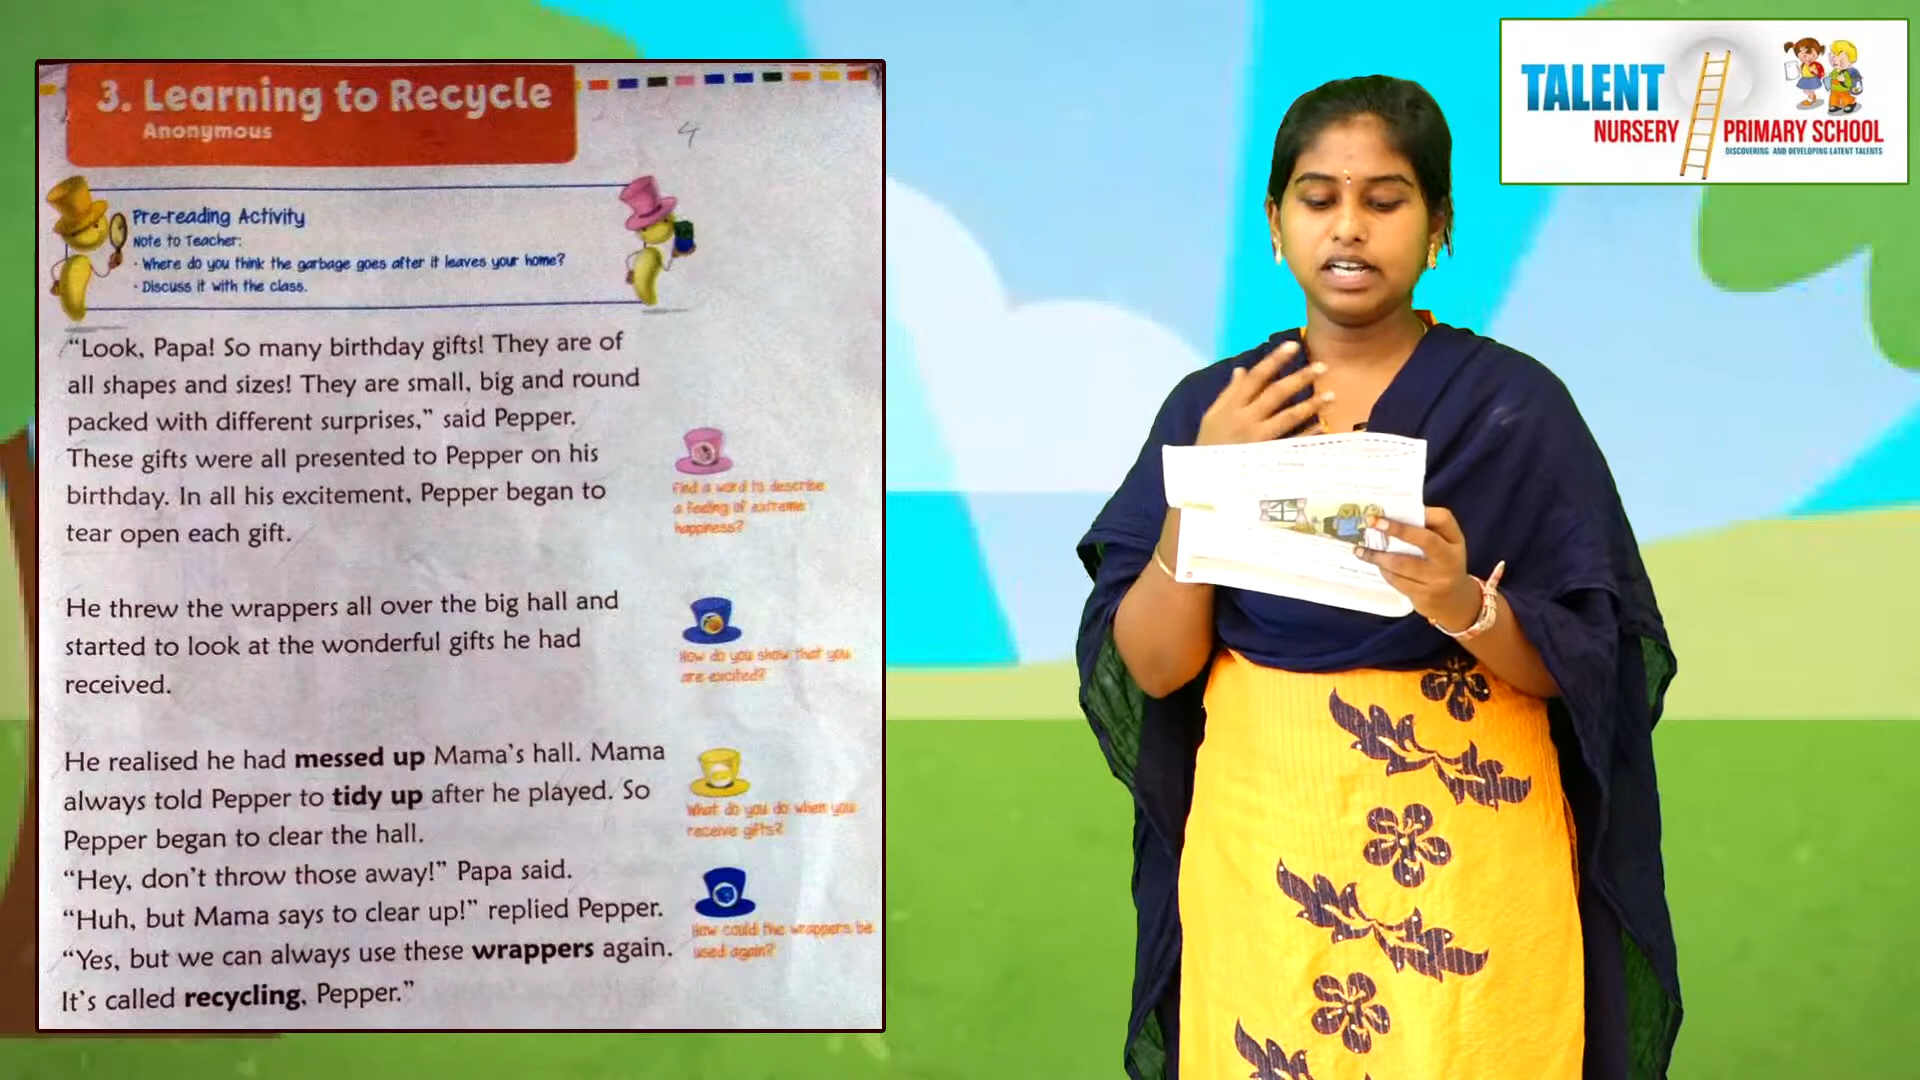 3. Learning to Recycle
Anonymous
4
Pre-reading Activity
Note to Teacher:
· Where do you think the garbage goes after it leaves your home?
· Discuss it with the class.
“Look, Papa! So many birthday gifts! They are of
all shapes and sizes! They are small, big and round
packed with different surprises,” said Pepper.
These gifts were all presented to Pepper on his
birthday. In all his excitement, Pepper began to
tear open each gift.
Find a word to describe
a feeling of extreme
happiness?
He threw the wrappers all over the big hall and
started to look at the wonderful gifts he had
received.
How do you show that you
are excited?
He realised he had messed up Mama’s hall. Mama
always told Pepper to tidy up after he played. So
Pepper began to clear the hall.
What do you do when you
receive gifts?
“Hey, don’t throw those away!” Papa said.
“Huh, but Mama says to clear up!” replied Pepper.
“Yes, but we can always use these wrappers again.
It’s called recycling, Pepper.”
How could the wrappers be
used again?
TALENT
NURSERY PRIMARY SCHOOL
DISCOVERING AND DEVELOPING LATENT TALENTS